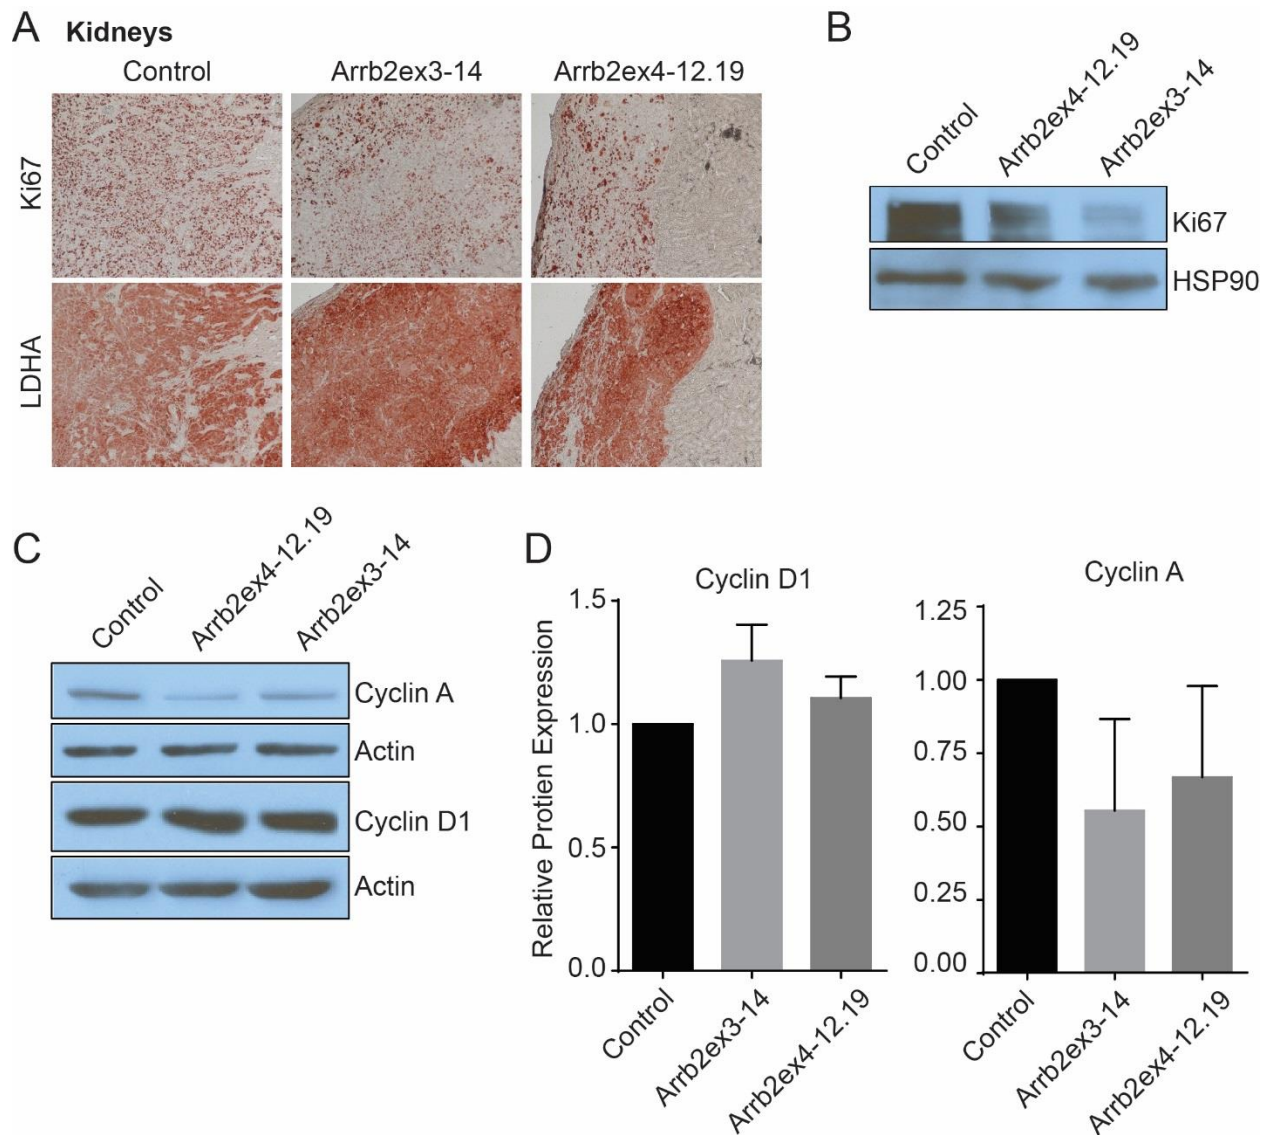 A Kidneys
Control Arrb2ex3-14 Arrb2ex4-12.19
Ki67
LDHA
B
Control
Arrb2ex4-12.19
Arrb2ex3-14
Ki67
HSP90
C
Control
Arrb2ex4-12.19
Arrb2ex3-14
Cyclin A
Actin
Cyclin D1
Actin
D
Cyclin D1
Relative Protien Expression
1.5
1.0
0.5
0.0
Control
Arrb2ex3-14
Arrb2ex4-12.19
Cyclin A
1.25
1.00
0.75
0.50
0.25
0.00
Control
Arrb2ex3-14
Arrb2ex4-12.19